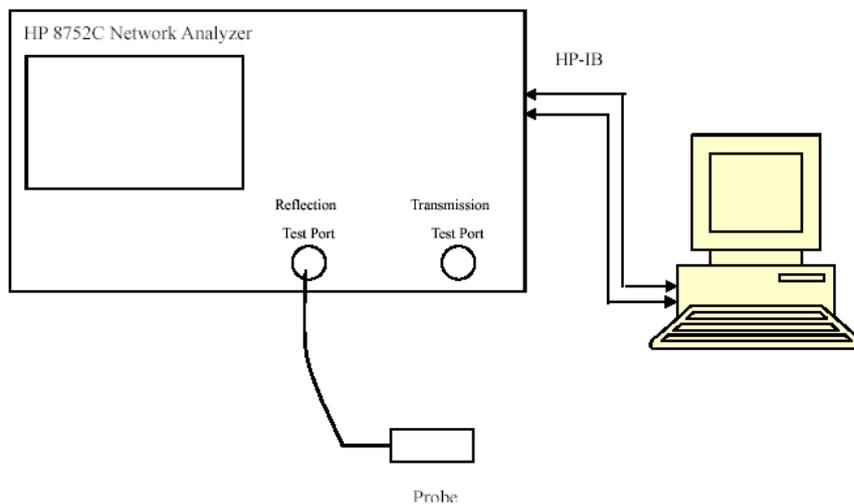 HP 8752C Network Analyzer
HP-IB
Reflection
Test Port
Transmission
Test Port
Probe